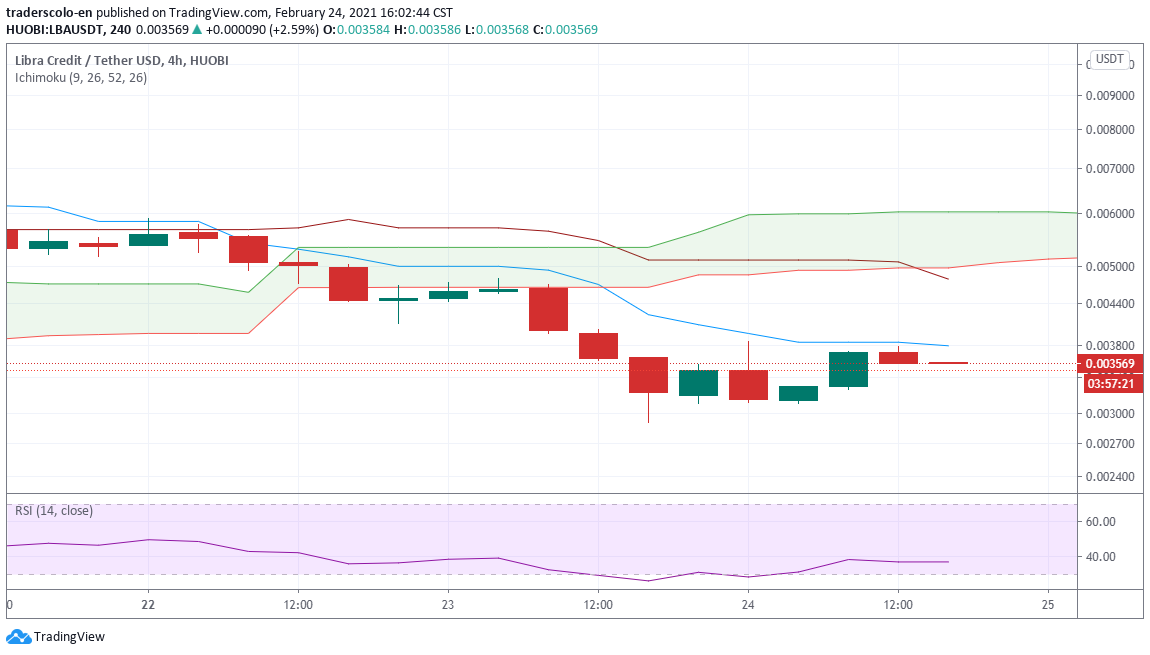 traderscolo-en published on TradingView.com, February 24, 2021 16:02:44 CST
HUOBI:LBAUSDT, 240 0.003569 ▲ +0.000090 (+2.59%) O:0.003584 H:0.003586 L:0.003568 C:0.003569
Libra Credit / Tether USD, 4h, HUOBI
Ichimoku (9, 26, 52, 26)
USDT
0.009000
0.008000
0.007000
0.006000
0.005000
0.004400
0.003800
0.003569
03:57:21
0.003000
0.002700
0.002400
RSI (14, close)
60.00
40.00
0 22 12:00 23 12:00 24 12:00 25
TradingView